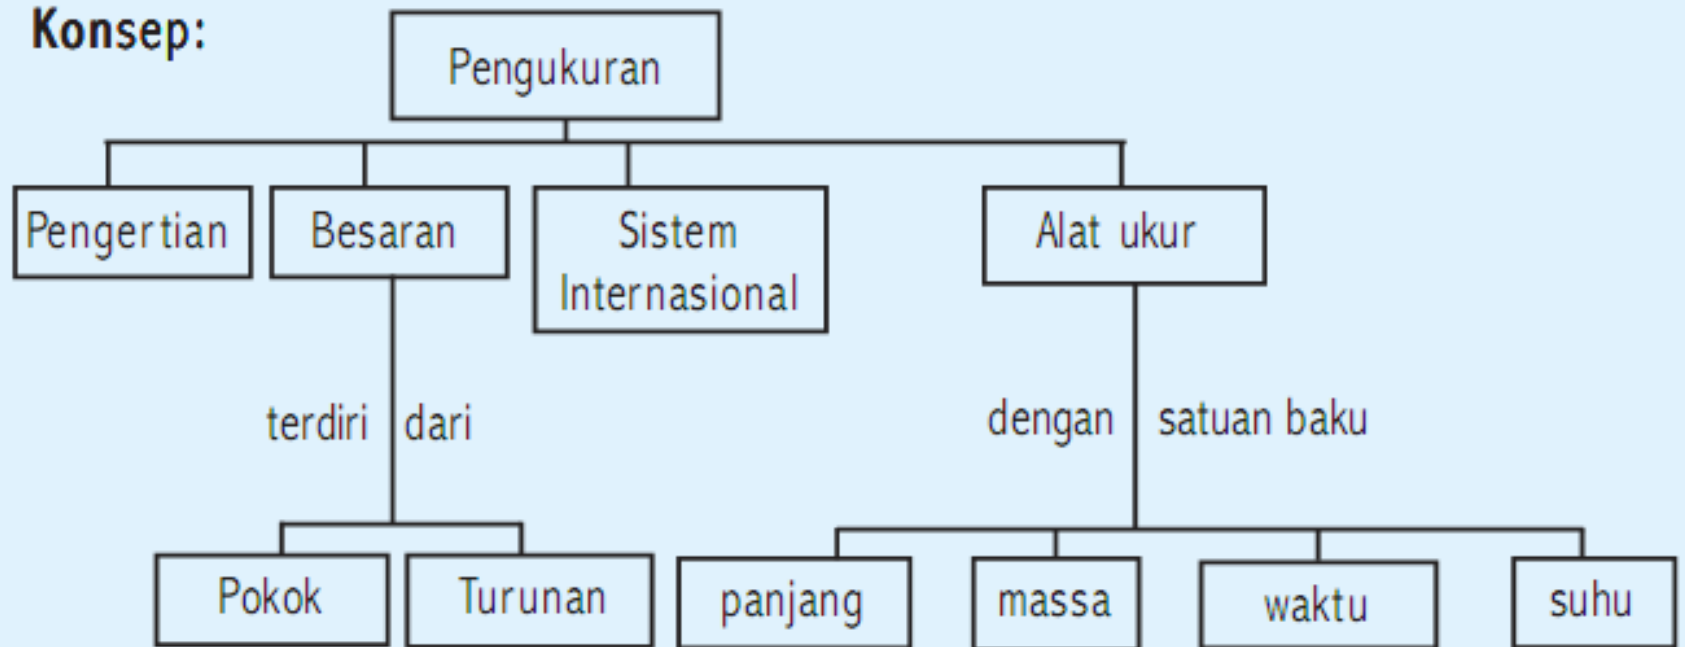 Konsep:
Pengukuran
Pengertian
Besaran
Sistem
Internasional
Alat ukur
terdiri dari
dengan satuan baku
Pokok
Turunan
panjang
massa
waktu
suhu